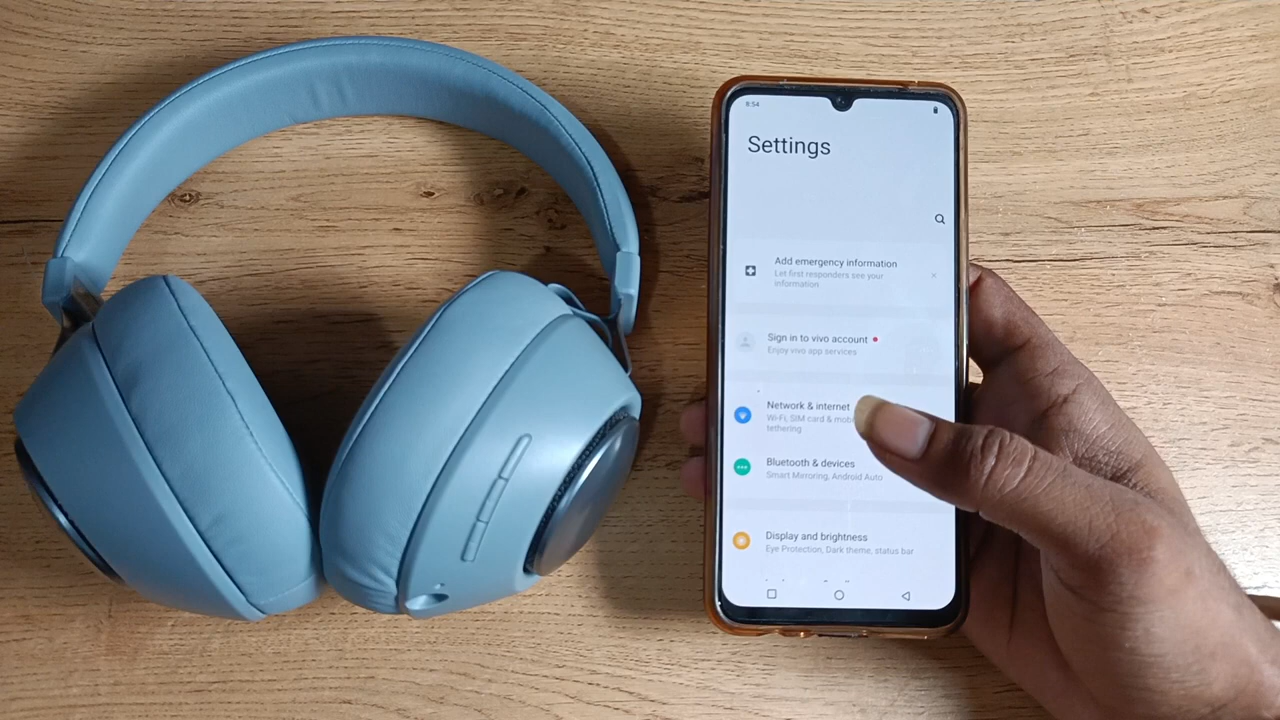 8:54
Settings
Add emergency information
Let first responders see your
information
Sign in to vivo account
Enjoy vivo app services
Network & internet
Wi-Fi, SIM card &
tethering
Bluetooth & devices
Smart Mirroring, Android Auto
Display and brightness
Eye Protection, Dark theme, status bar